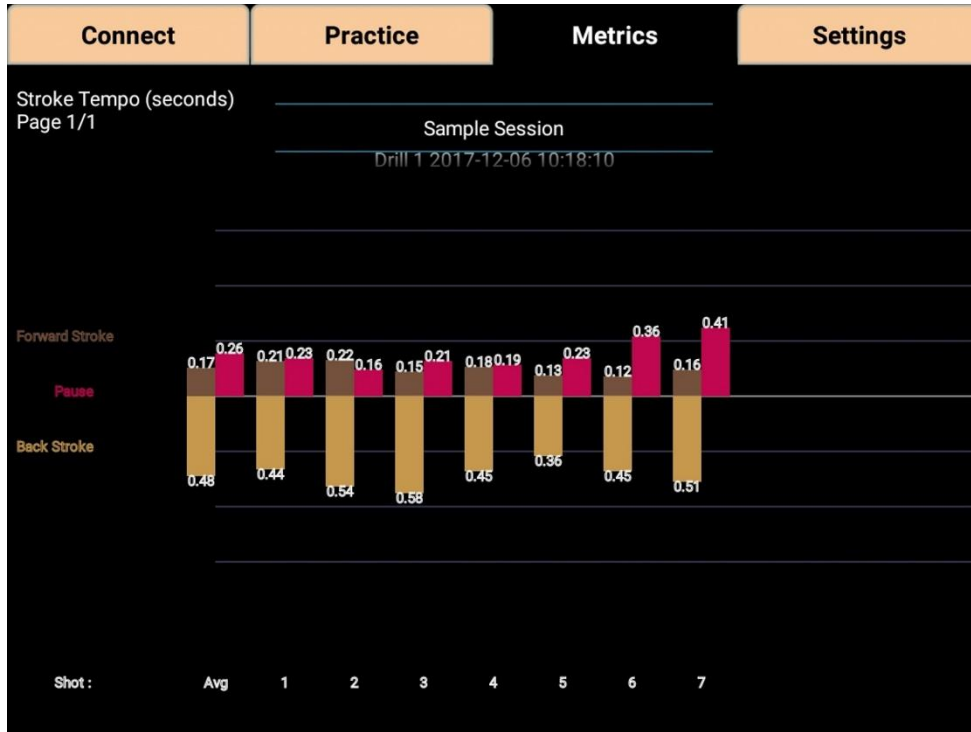 Connect Practice Metrics Settings
Stroke Tempo (seconds)
Page 1/1
Sample Session
Drill 1 2017-12-06 10:18:10
Forward Stroke
0.17 0.26 0.21 0.23 0.22 0.16 0.15 0.21 0.18 0.19 0.13 0.23 0.12 0.36 0.16 0.41
Pause
Back Stroke
0.48 0.44 0.54 0.58 0.45 0.36 0.45 0.51
Shot : Avg 1 2 3 4 5 6 7